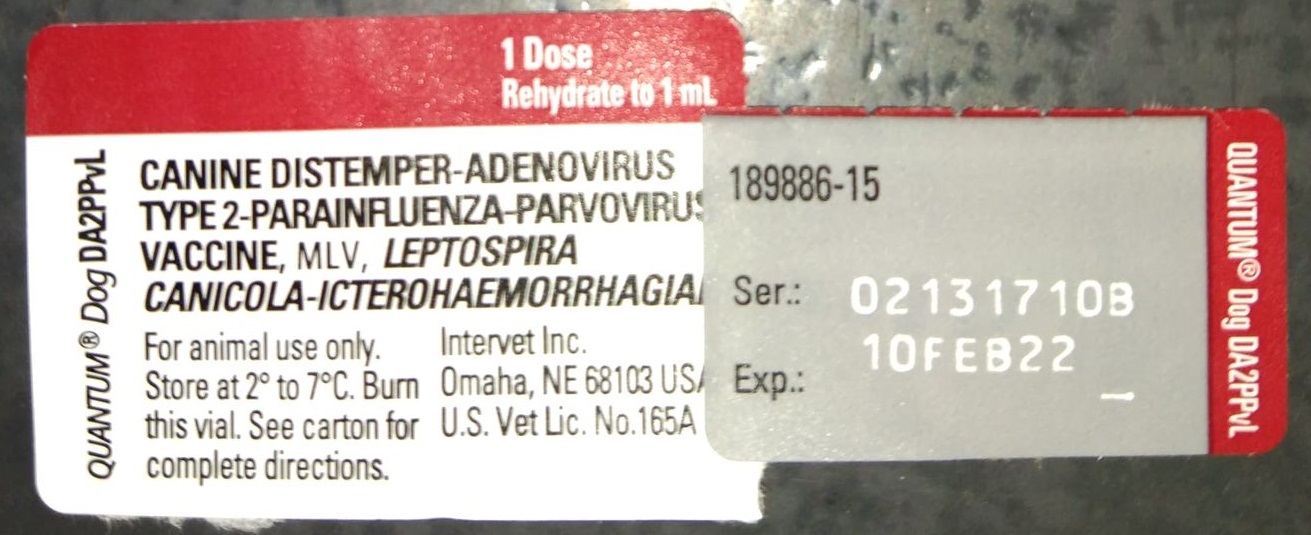 1 Dose
Rehydrate to 1 mL
QUANTUM® Dog DA2PPvL
CANINE DISTEMPER-ADENOVIRUS
TYPE 2-PARAINFLUENZA-PARVOVIRUS
VACCINE, MLV, LEPTOSPIRA
CANICOLA-ICTEROHAEMORRHAGIA
For animal use only.
Store at 2° to 7°C. Burn
this vial. See carton for
complete directions.
Intervet Inc.
Omaha, NE 68103 USA
U.S. Vet Lic. No.165A
189886-15
Ser.: 02131710B
Exp.: 10FEB22
QUANTUM® Dog DA2PPvL